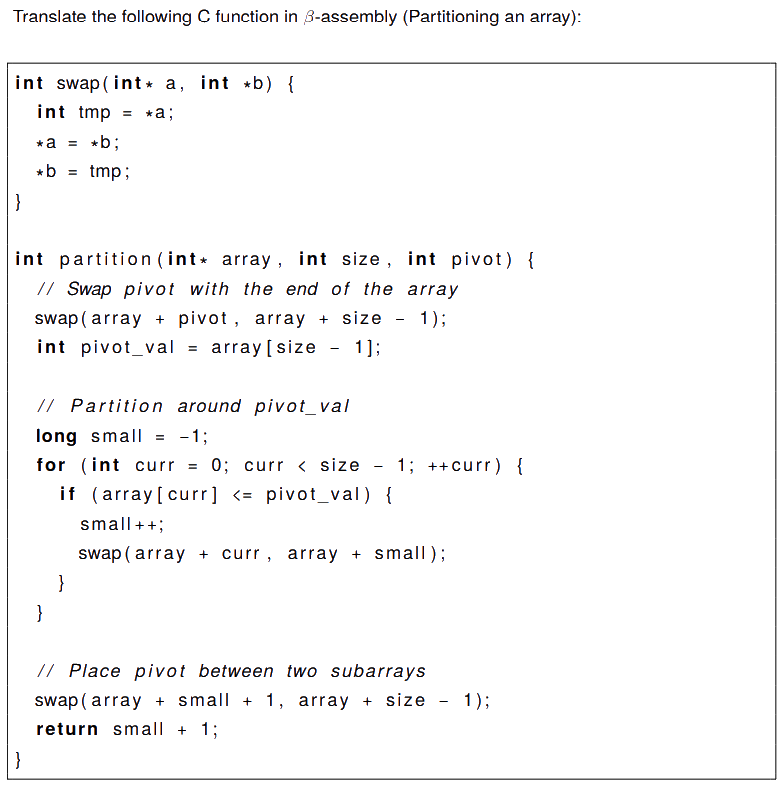 Translate the following C function in β-assembly (Partitioning an array):
int swap(int* a, int *b) {
int tmp = *a;
*a = *b;
*b = tmp;
}
int partition(int* array, int size, int pivot) {
// Swap pivot with the end of the array
swap(array + pivot, array + size - 1);
int pivot_val = array[size - 1];
// Partition around pivot_val
long small = -1;
for (int curr = 0; curr < size - 1; ++curr) {
if (array[curr] <= pivot_val) {
small++;
swap(array + curr, array + small);
}
}
// Place pivot between two subarrays
swap(array + small + 1, array + size - 1);
return small + 1;
}